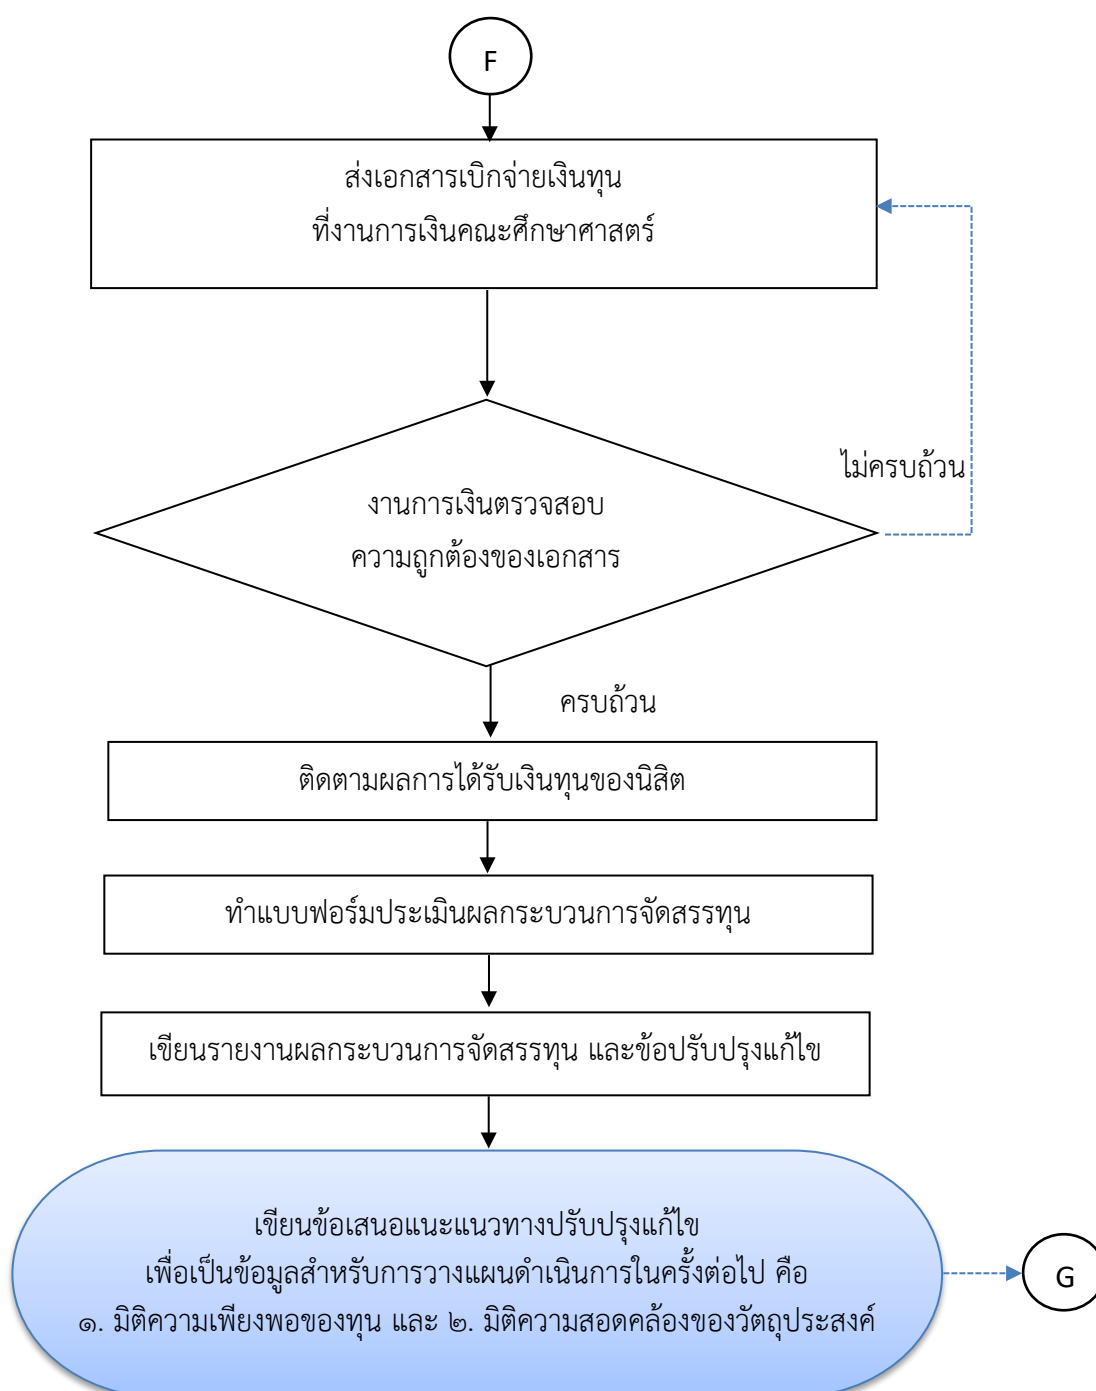 F
ส่งเอกสารเบิกจ่ายเงินทุน
ที่งานการเงินคณะศึกษาศาสตร์
ไม่ครบถ้วน
งานการเงินตรวจสอบ
ความถูกต้องของเอกสาร
ครบถ้วน
ติดตามผลการได้รับเงินทุนของนิสิต
ทำแบบฟอร์มประเมินผลกระบวนการจัดสรรทุน
เขียนรายงานผลกระบวนการจัดสรรทุน และข้อปรับปรุงแก้ไข
เขียนข้อเสนอแนะแนวทางปรับปรุงแก้ไข
เพื่อเป็นข้อมูลสำหรับการวางแผนดำเนินการในครั้งต่อไป คือ
๑. มิติความเพียงพอของทุน และ ๒. มิติความสอดคล้องของวัตถุประสงค์
G